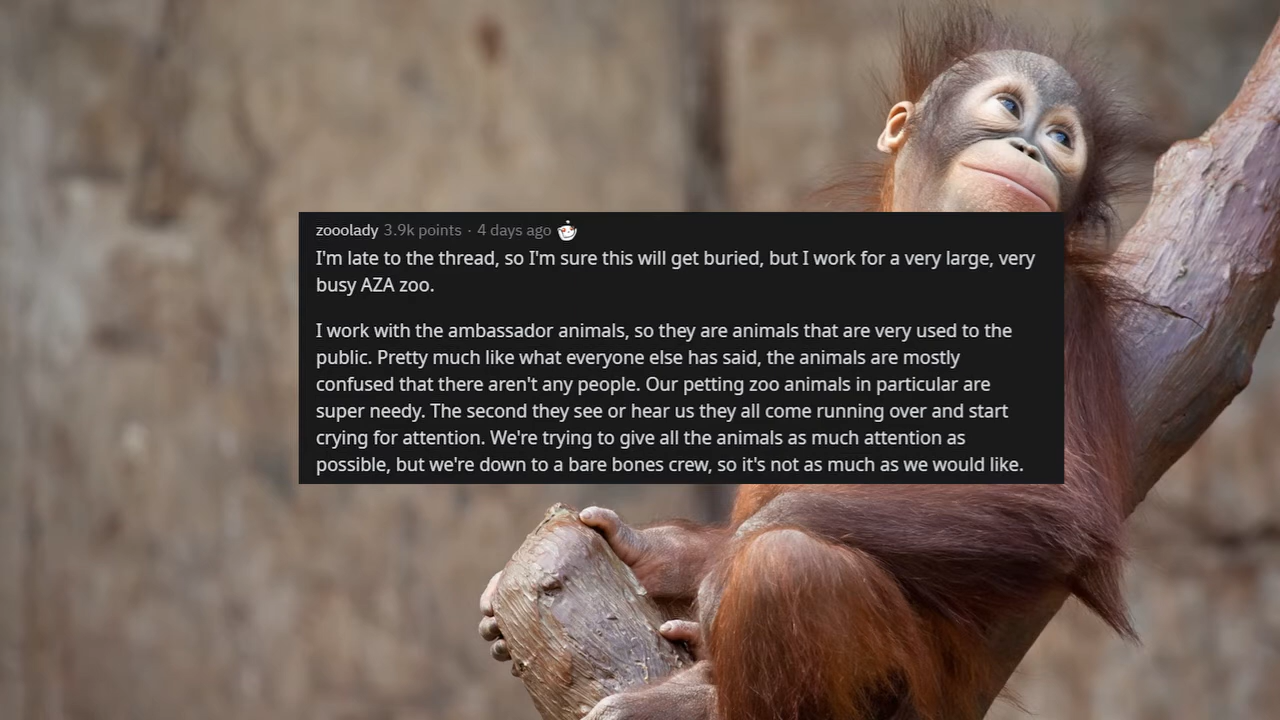 zooolady 3.9k points · 4 days ago
I'm late to the thread, so I'm sure this will get buried, but I work for a very large, very
busy AZA zoo.
I work with the ambassador animals, so they are animals that are very used to the
public. Pretty much like what everyone else has said, the animals are mostly
confused that there aren't any people. Our petting zoo animals in particular are
super needy. The second they see or hear us they all come running over and start
crying for attention. We're trying to give all the animals as much attention as
possible, but we're down to a bare bones crew, so it's not as much as we would like.